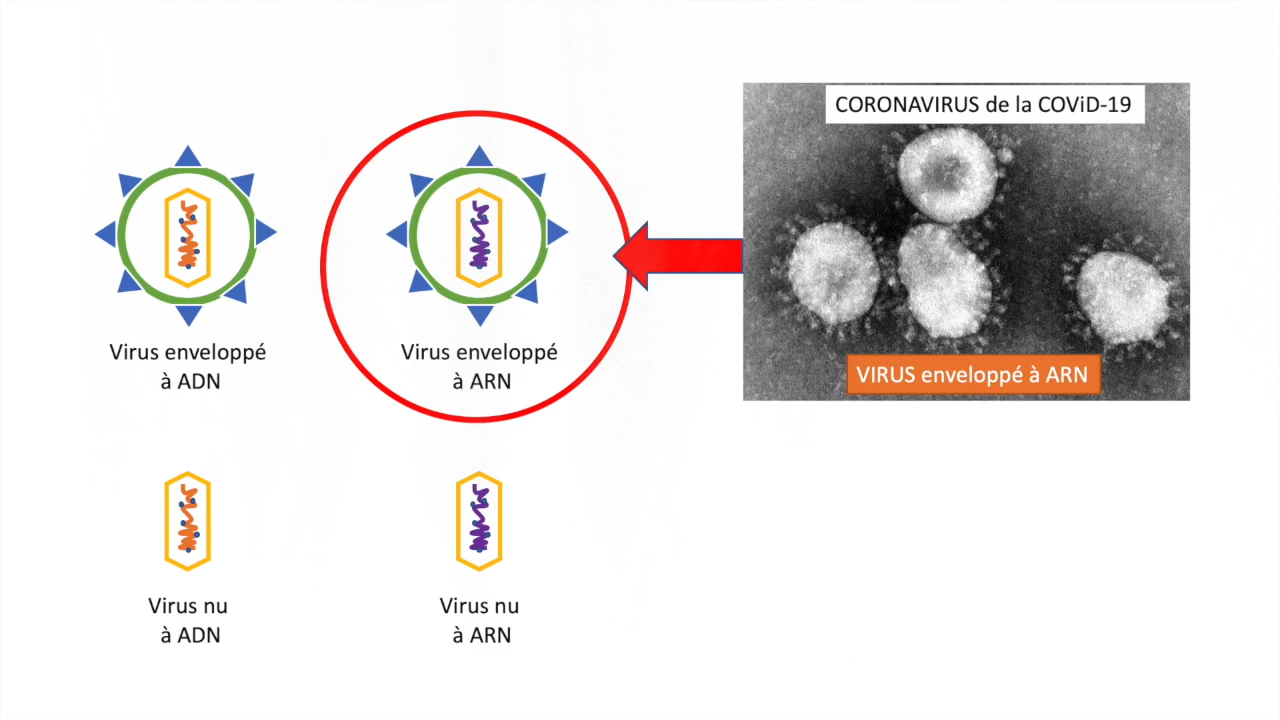 CORONAVIRUS de la COViD-19
Virus enveloppé
à ADN
Virus enveloppé
à ARN
VIRUS enveloppé à ARN
Virus nu
à ADN
Virus nu
à ARN